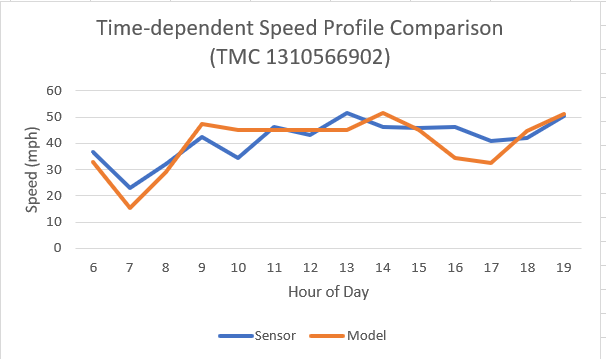 Time-dependent Speed Profile Comparison
(TMC 1310566902)
60
50
40
30
20
10
0
Speed (mph)
6 7 8 9 10 11 12 13 14 15 16 17 18 19
Hour of Day
Sensor Model